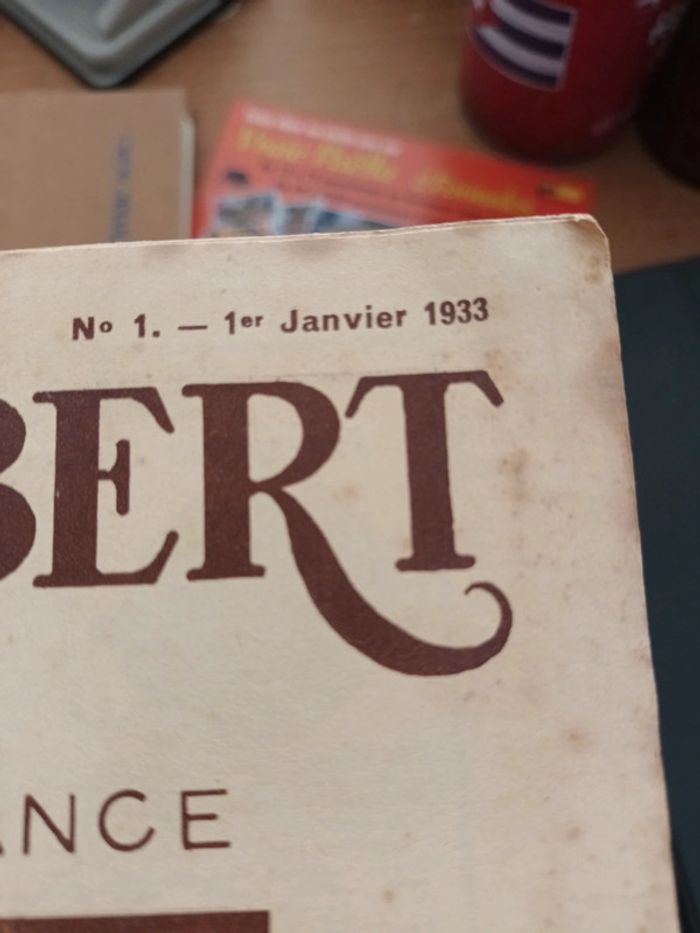 No 1. — 1er Janvier 1933
BERT
ANCE